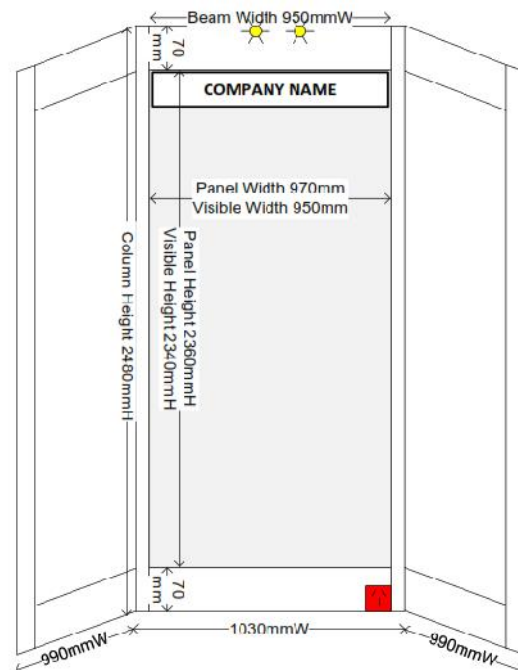 Beam Width 950mmW
70
mm
COMPANY NAME
Panel Width 970mm
Visible Width 950mm
Column Height 2480mmH
Panel Height 2360mmH
Visible Height 2340mmH
70
mm
990mmW
1030mmW
990mmW